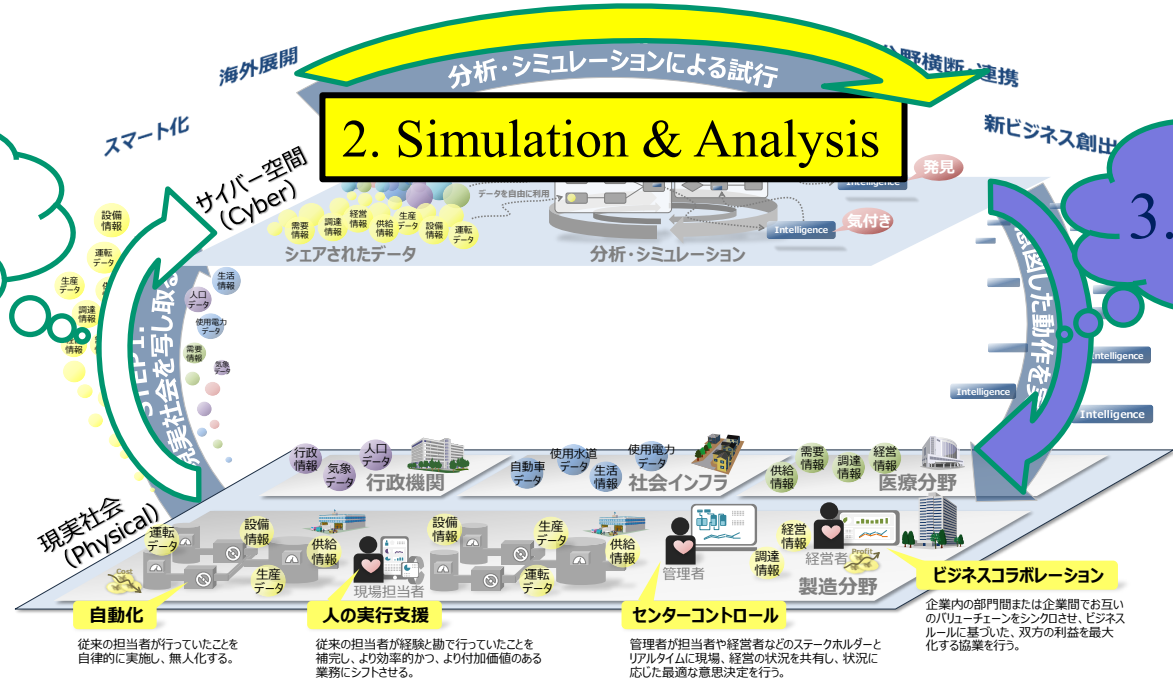 海外展開
分析・シミュレーションによる試行
分野横断・連携
スマート化
2. Simulation & Analysis
新ビジネス創出
3.
サイバー空間
(Cyber)
データを自由に利用
Intelligence
発見
Intelligence
気付き
需要
情報
調達
情報
経営
情報
供給
情報
生産
データ
設備
情報
運転
データ
シェアされたデータ
分析・シミュレーション
設備
情報
運転
データ
生産
データ
調達
情報
情報
生活
情報
人口
データ
使用電力
データ
需要
情報
気象
データ
STEP1.
現実社会を写し取る
意図した動作を
Intelligence
Intelligence
Intelligence
行政
情報
気象
データ
人口
データ
行政機関
自動車
データ
使用水道
データ
生活
情報
使用電力
データ
社会インフラ
供給
情報
需要
情報
調達
情報
経営
情報
医療分野
現実社会
(Physical)
運転
データ
設備
情報
生産
データ
供給
情報
現場担当者
設備
情報
生産
データ
運転
データ
供給
情報
管理者
調達
情報
経営
情報
経営者
Profit
製造分野
Cost
自動化
従来の担当者が行っていたことを
自律的に実施し、無人化する。
人の実行支援
従来の担当者が経験と勘で行っていたことを
補完し、より効率的かつ、より付加価値のある
業務にシフトさせる。
センターコントロール
管理者が担当者や経営者などのステークホルダーと
リアルタイムに現場、経営の状況を共有し、状況に
応じた最適な意思決定を行う。
ビジネスコラボレーション
企業内の部門間または企業間でお互い
のバリューチェーンをシンクロさせ、ビジネス
ルールに基づいた、双方の利益を最大
化する協業を行う。